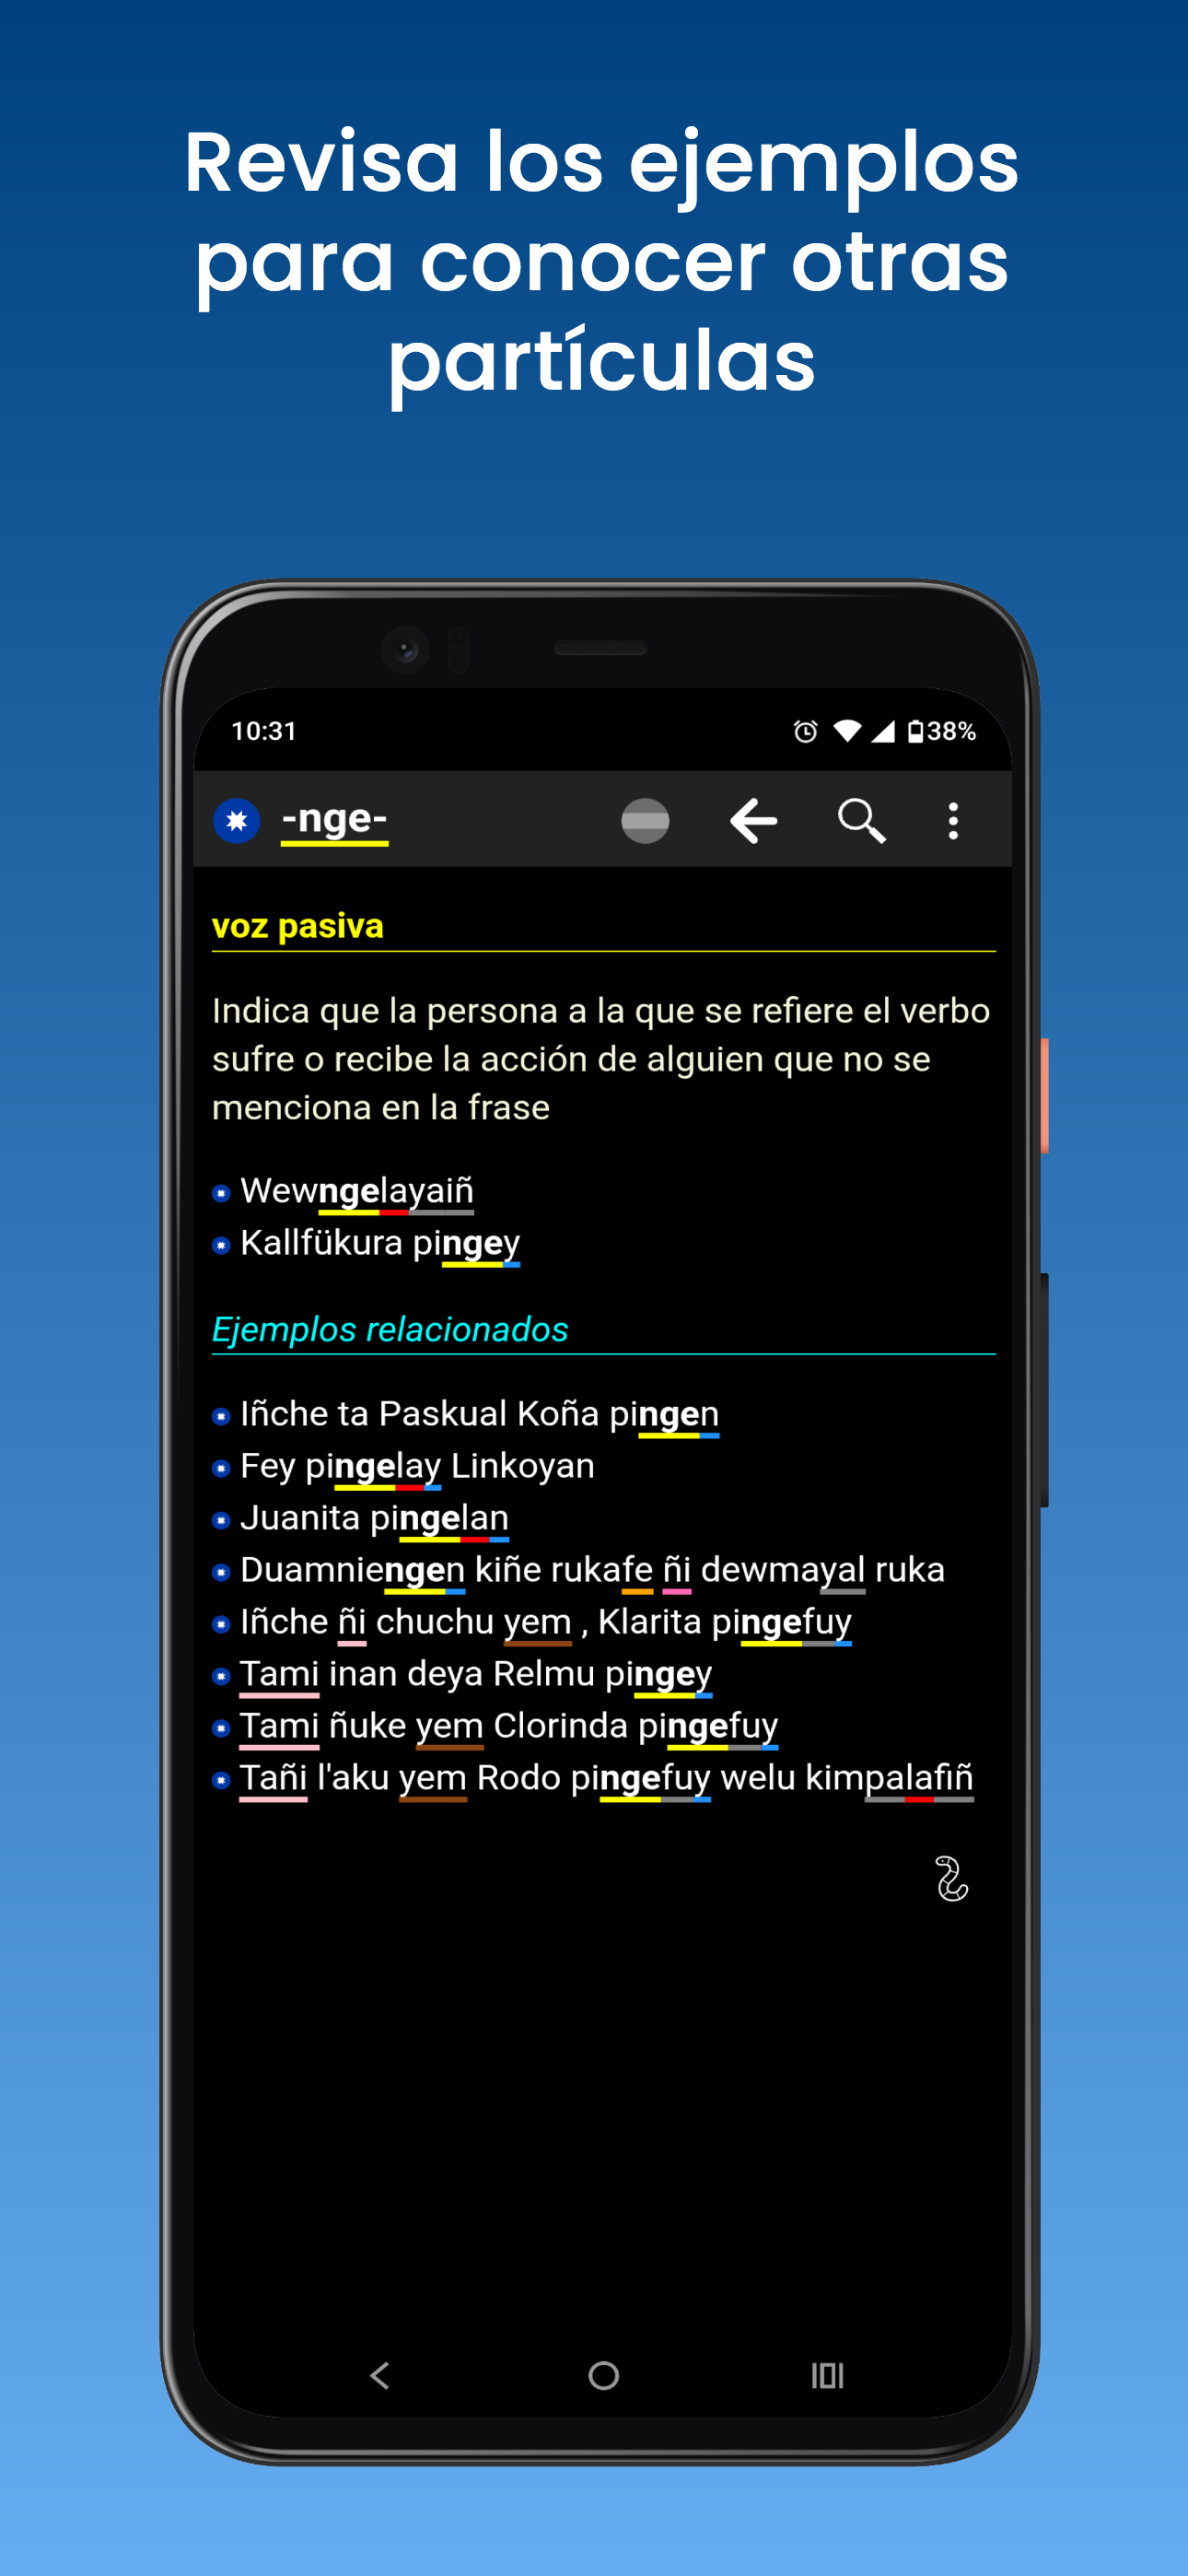 Revisa los ejemplos
para conocer otras
partículas
10:31
38%
-nge-
voz pasiva
Indica que la persona a la que se refiere el verbo
sufre o recibe la acción de alguien que no se
menciona en la frase
Wewngelayaiñ
Kallfükura pingey
Ejemplos relacionados
Iñche ta Paskual Koña pingen
Fey pingelay Linkoyan
Juanita pingelan
Duamniengen kiñe rukafe ñi dewmayal ruka
Iñche ñi chuchu yem , Klarita pingefuy
Tami inan deya Relmu pingey
Tami ñuke yem Clorinda pingefuy
Tañi l'aku yem Rodo pingefuy welu kimpalafiñ